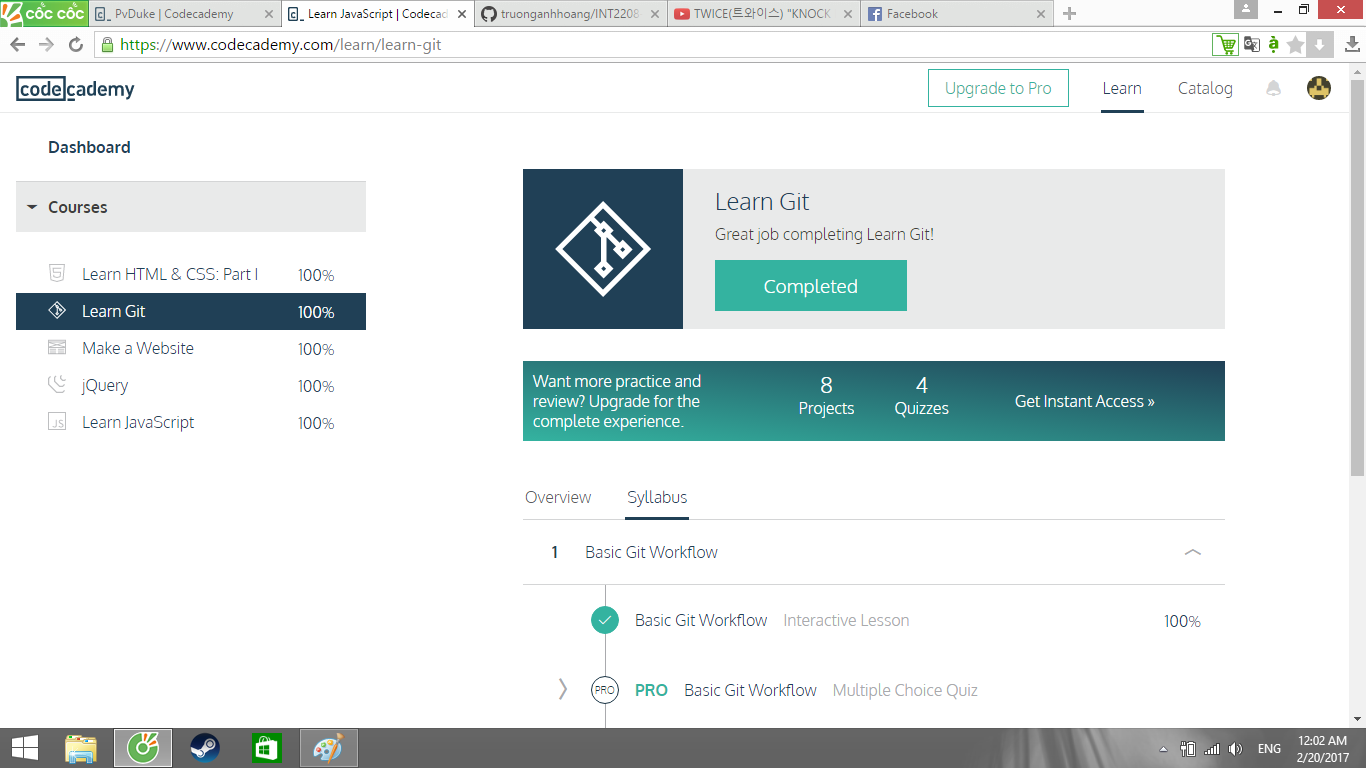 cốc cốc
PvDuke | Codecademy
Learn JavaScript | Codecad
truonganhhoang/INT2208
TWICE(트와이스) "KNOCK
Facebook
https://www.codecademy.com/learn/learn-git
codecademy
Upgrade to Pro
Learn
Catalog
Dashboard
Courses
Learn HTML & CSS: Part I 100%
Learn Git 100%
Make a Website 100%
jQuery 100%
JS Learn JavaScript 100%
Learn Git
Great job completing Learn Git!
Completed
Want more practice and
review? Upgrade for the
complete experience.
8
Projects
4
Quizzes
Get Instant Access »
Overview
Syllabus
1 Basic Git Workflow
Basic Git Workflow Interactive Lesson 100%
PRO PRO Basic Git Workflow Multiple Choice Quiz
ENG
12:02 AM
2/20/2017